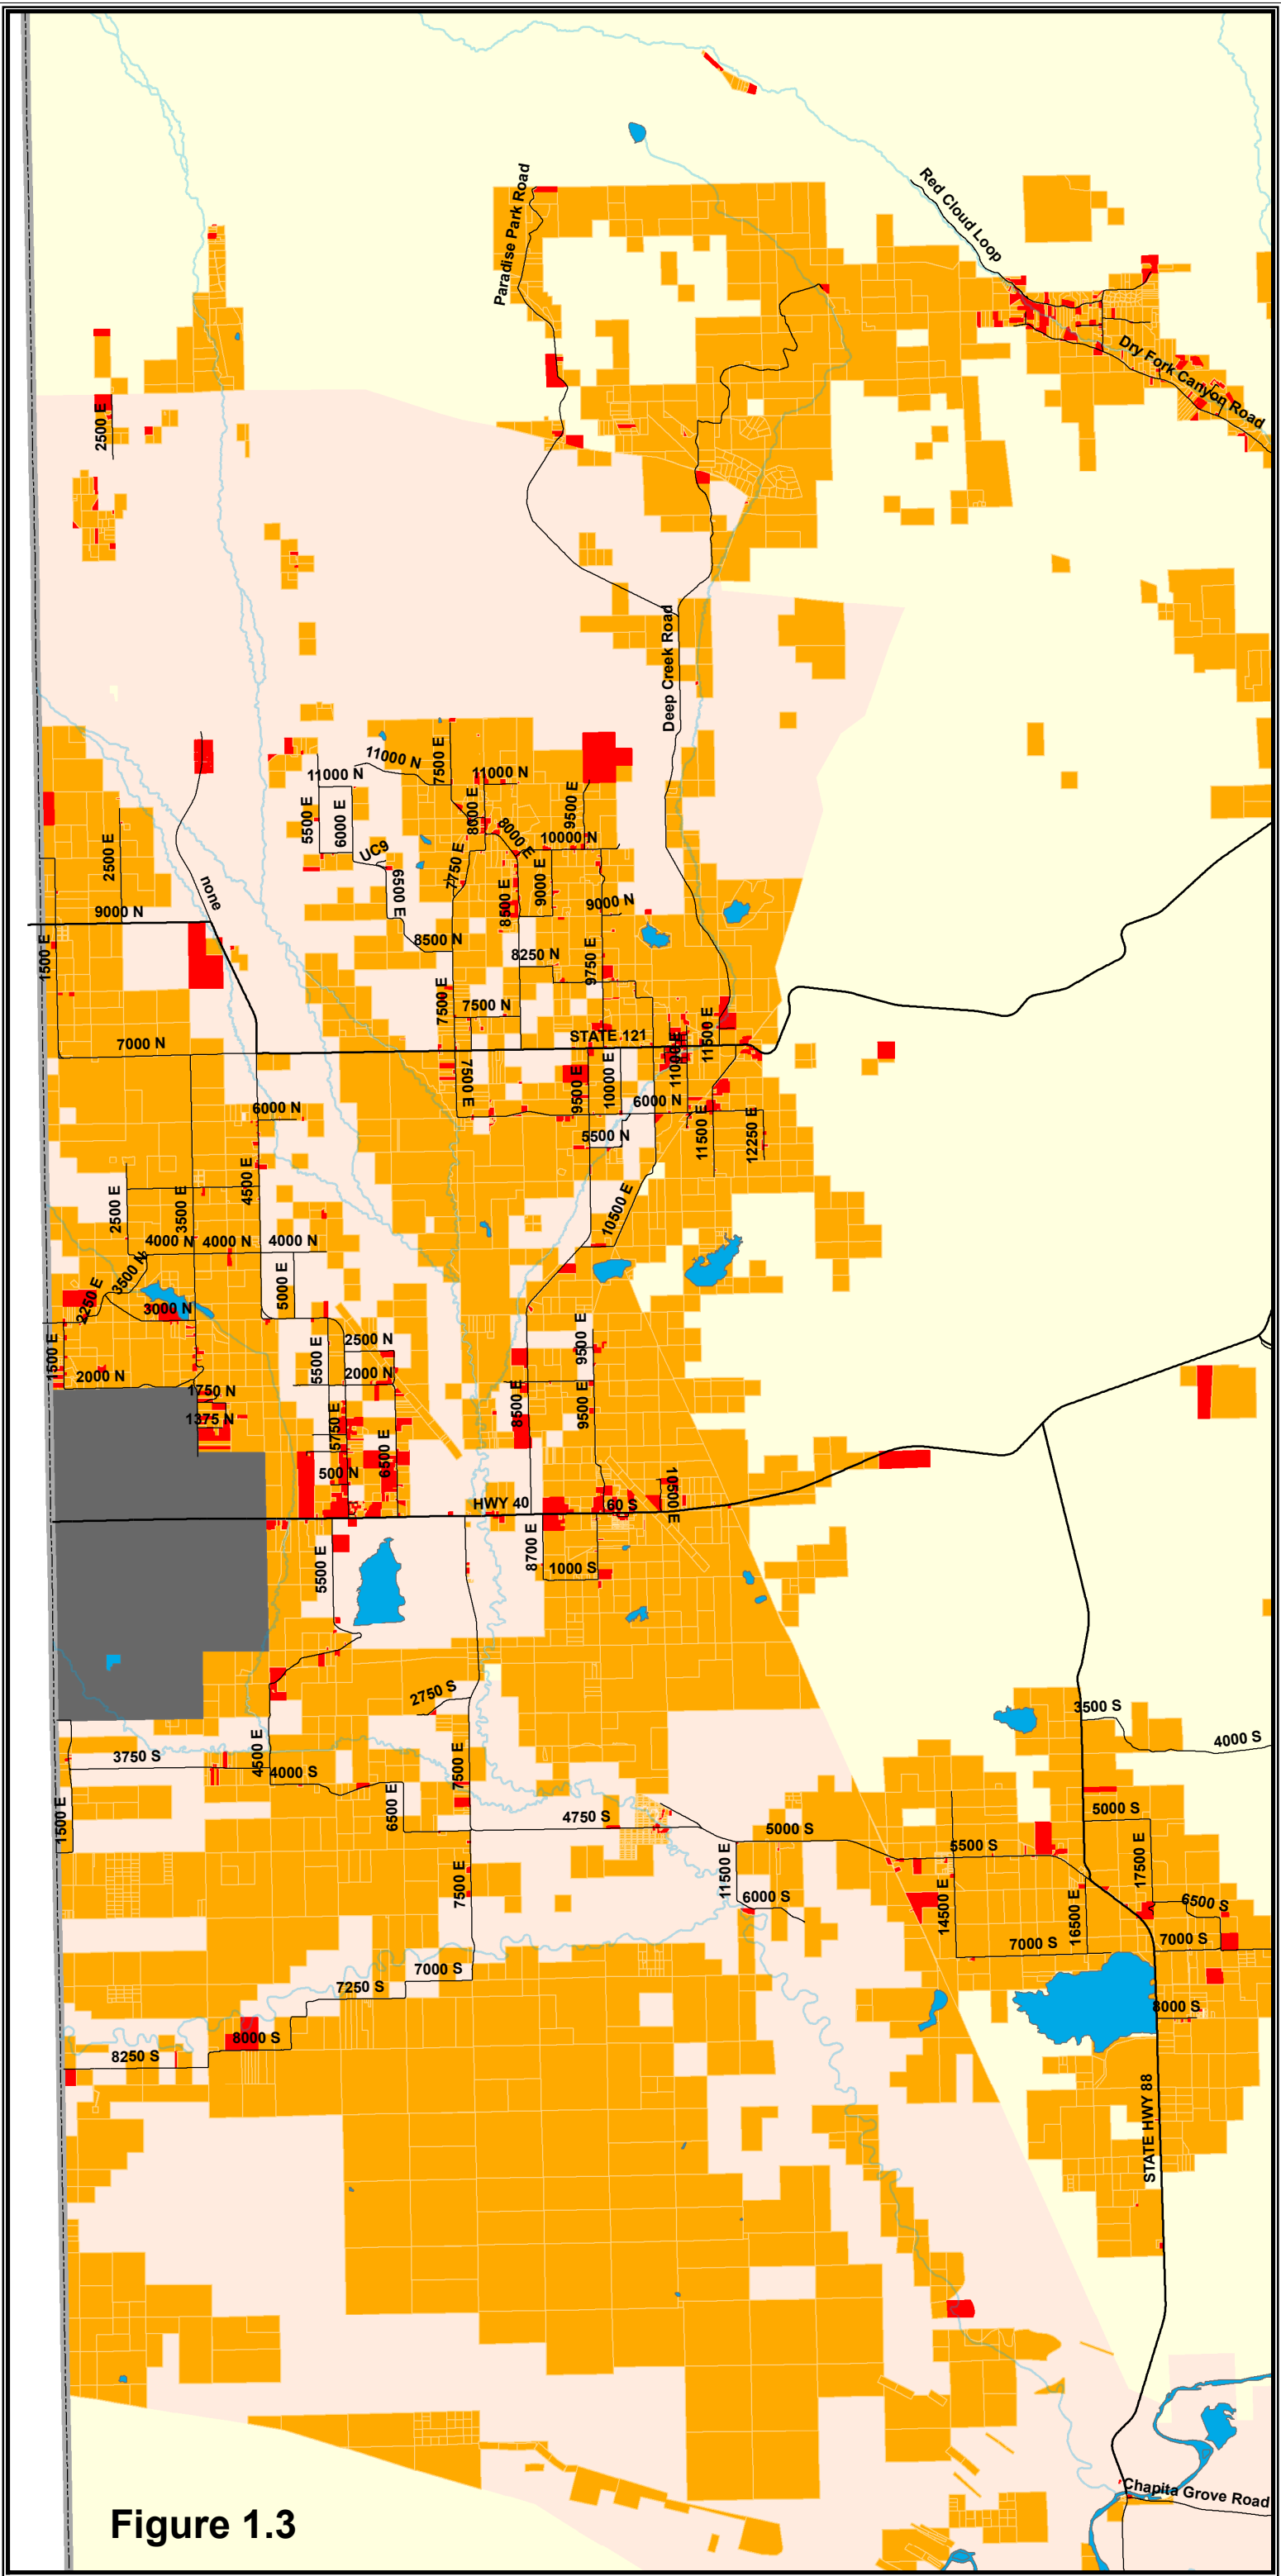 Red Cloud Loop
Paradise Park Road
Dry Fork Canyon Road
2500 E
Deep Creek Road
11000 N
7500 E
11000 N
11000 N
9500 E
8000 E
5500 E
6000 E
8000 E
10000 N
2500 E
UC9
7750 E
9000 E
6500 E
8500 E
none
9000 N
9000 N
8500 N
1500 E
8250 N
9750 E
7500 E
7500 N
11500 E
STATE 121
7000 N
11000 E
7500 E
9500 E
10000 E
6000 N
6000 N
11500 E
12250 E
5500 N
4500 E
2500 E
3500 E
10500 E
4000 N
4000 N
4000 N
3500 N
5000 E
2250 E
3000 N
9500 E
2500 N
1500 E
5500 E
2000 N
2000 N
1750 N
8500 E
9500 E
1375 N
5750 E
6500 E
500 N
10500 E
HWY 40
60 S
8700 E
5500 E
1000 S
2750 S
3500 S
4000 S
3750 S
4500 E
4000 S
7500 E
6500 E
1500 E
4750 S
5000 S
5000 S
5500 S
17500 E
11500 E
7500 E
6000 S
14500 E
16500 E
6500 S
7000 S
7000 S
7000 S
7250 S
8000 S
8000 S
8250 S
STATE HWY 88
Chapita Grove Road
Figure 1.3